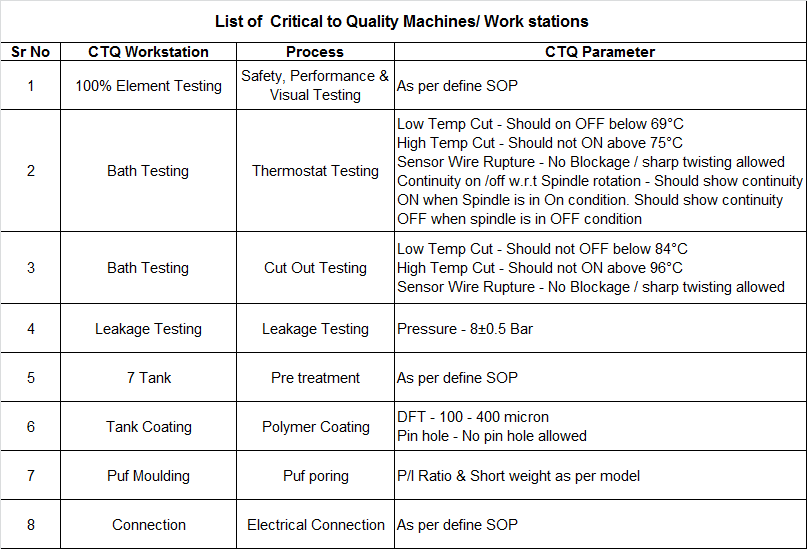 List of Critical to Quality Machines/ Work stations
Sr No CTQ Workstation Process CTQ Parameter
1 100% Element Testing Safety, Performance & Visual Testing As per define SOP
2 Bath Testing Thermostat Testing Low Temp Cut - Should on OFF below 69°C
High Temp Cut - Should not ON above 75°C
Sensor Wire Rupture - No Blockage / sharp twisting allowed
Continuity on /off w.r.t Spindle rotation - Should show continuity
ON when Spindle is in On condition. Should show continuity
OFF when spindle is in OFF condition
3 Bath Testing Cut Out Testing Low Temp Cut - Should not OFF below 84°C
High Temp Cut - Should not ON above 96°C
Sensor Wire Rupture - No Blockage / sharp twisting allowed
4 Leakage Testing Leakage Testing Pressure - 8±0.5 Bar
5 7 Tank Pre treatment As per define SOP
6 Tank Coating Polymer Coating DFT - 100 - 400 micron
Pin hole - No pin hole allowed
7 Puf Moulding Puf poring P/I Ratio & Short weight as per model
8 Connection Electrical Connection As per define SOP